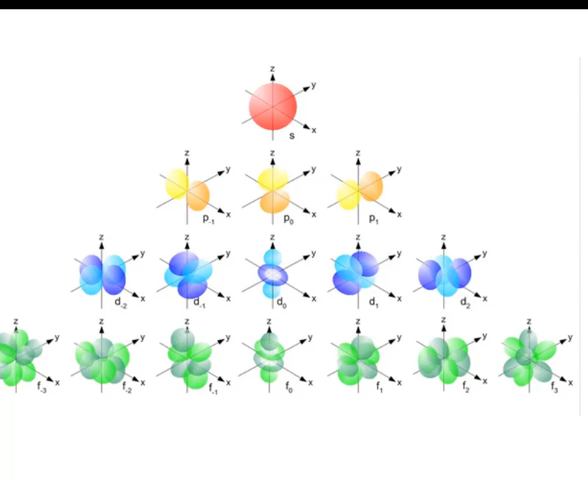 z
y
x
s
z z z
y y y
x x x
p-1 p0 p1
z z z z z
y y y y y
x x x x x
d-2 d-1 d0 d1 d2
z z z z z z z
y y y y y y y
x x x x x x x
f-3 f-2 f-1 f0 f1 f2 f3